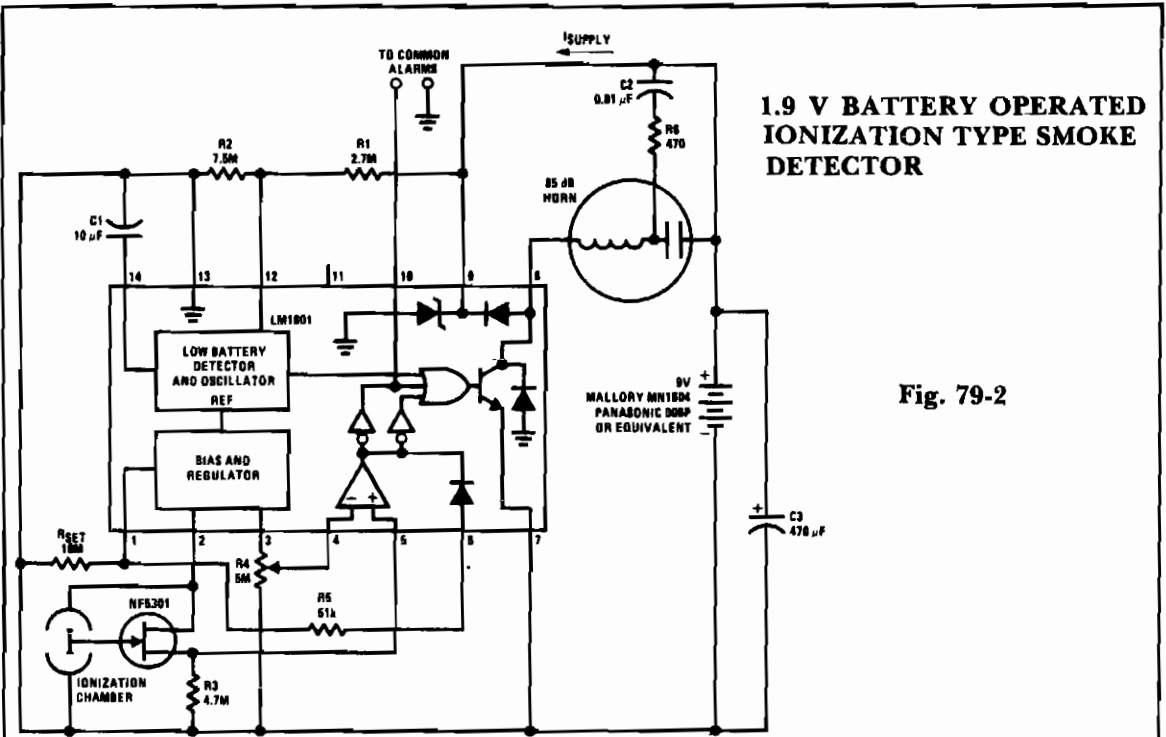 ISUPPLY
TO COMMON
ALARMS
C2
0.01 µF
R6
470
1.9 V BATTERY OPERATED
IONIZATION TYPE SMOKE
DETECTOR
R2
7.5M
R1
2.7M
85 dB
HORN
C1
10 µF
14
13
12
11
10
9
8
LM1801
LOW BATTERY
DETECTOR
AND OSCILLATOR
REF
BIAS AND
REGULATOR
9V
MALLORY MN1604
PANASONIC 006P
OR EQUIVALENT
+
−
Fig. 79-2
− +
+
C3
470 µF
RSET
10M
1
2
3
4
5
6
7
R4
5M
NF5301
R5
51k
IONIZATION
CHAMBER
R3
4.7M